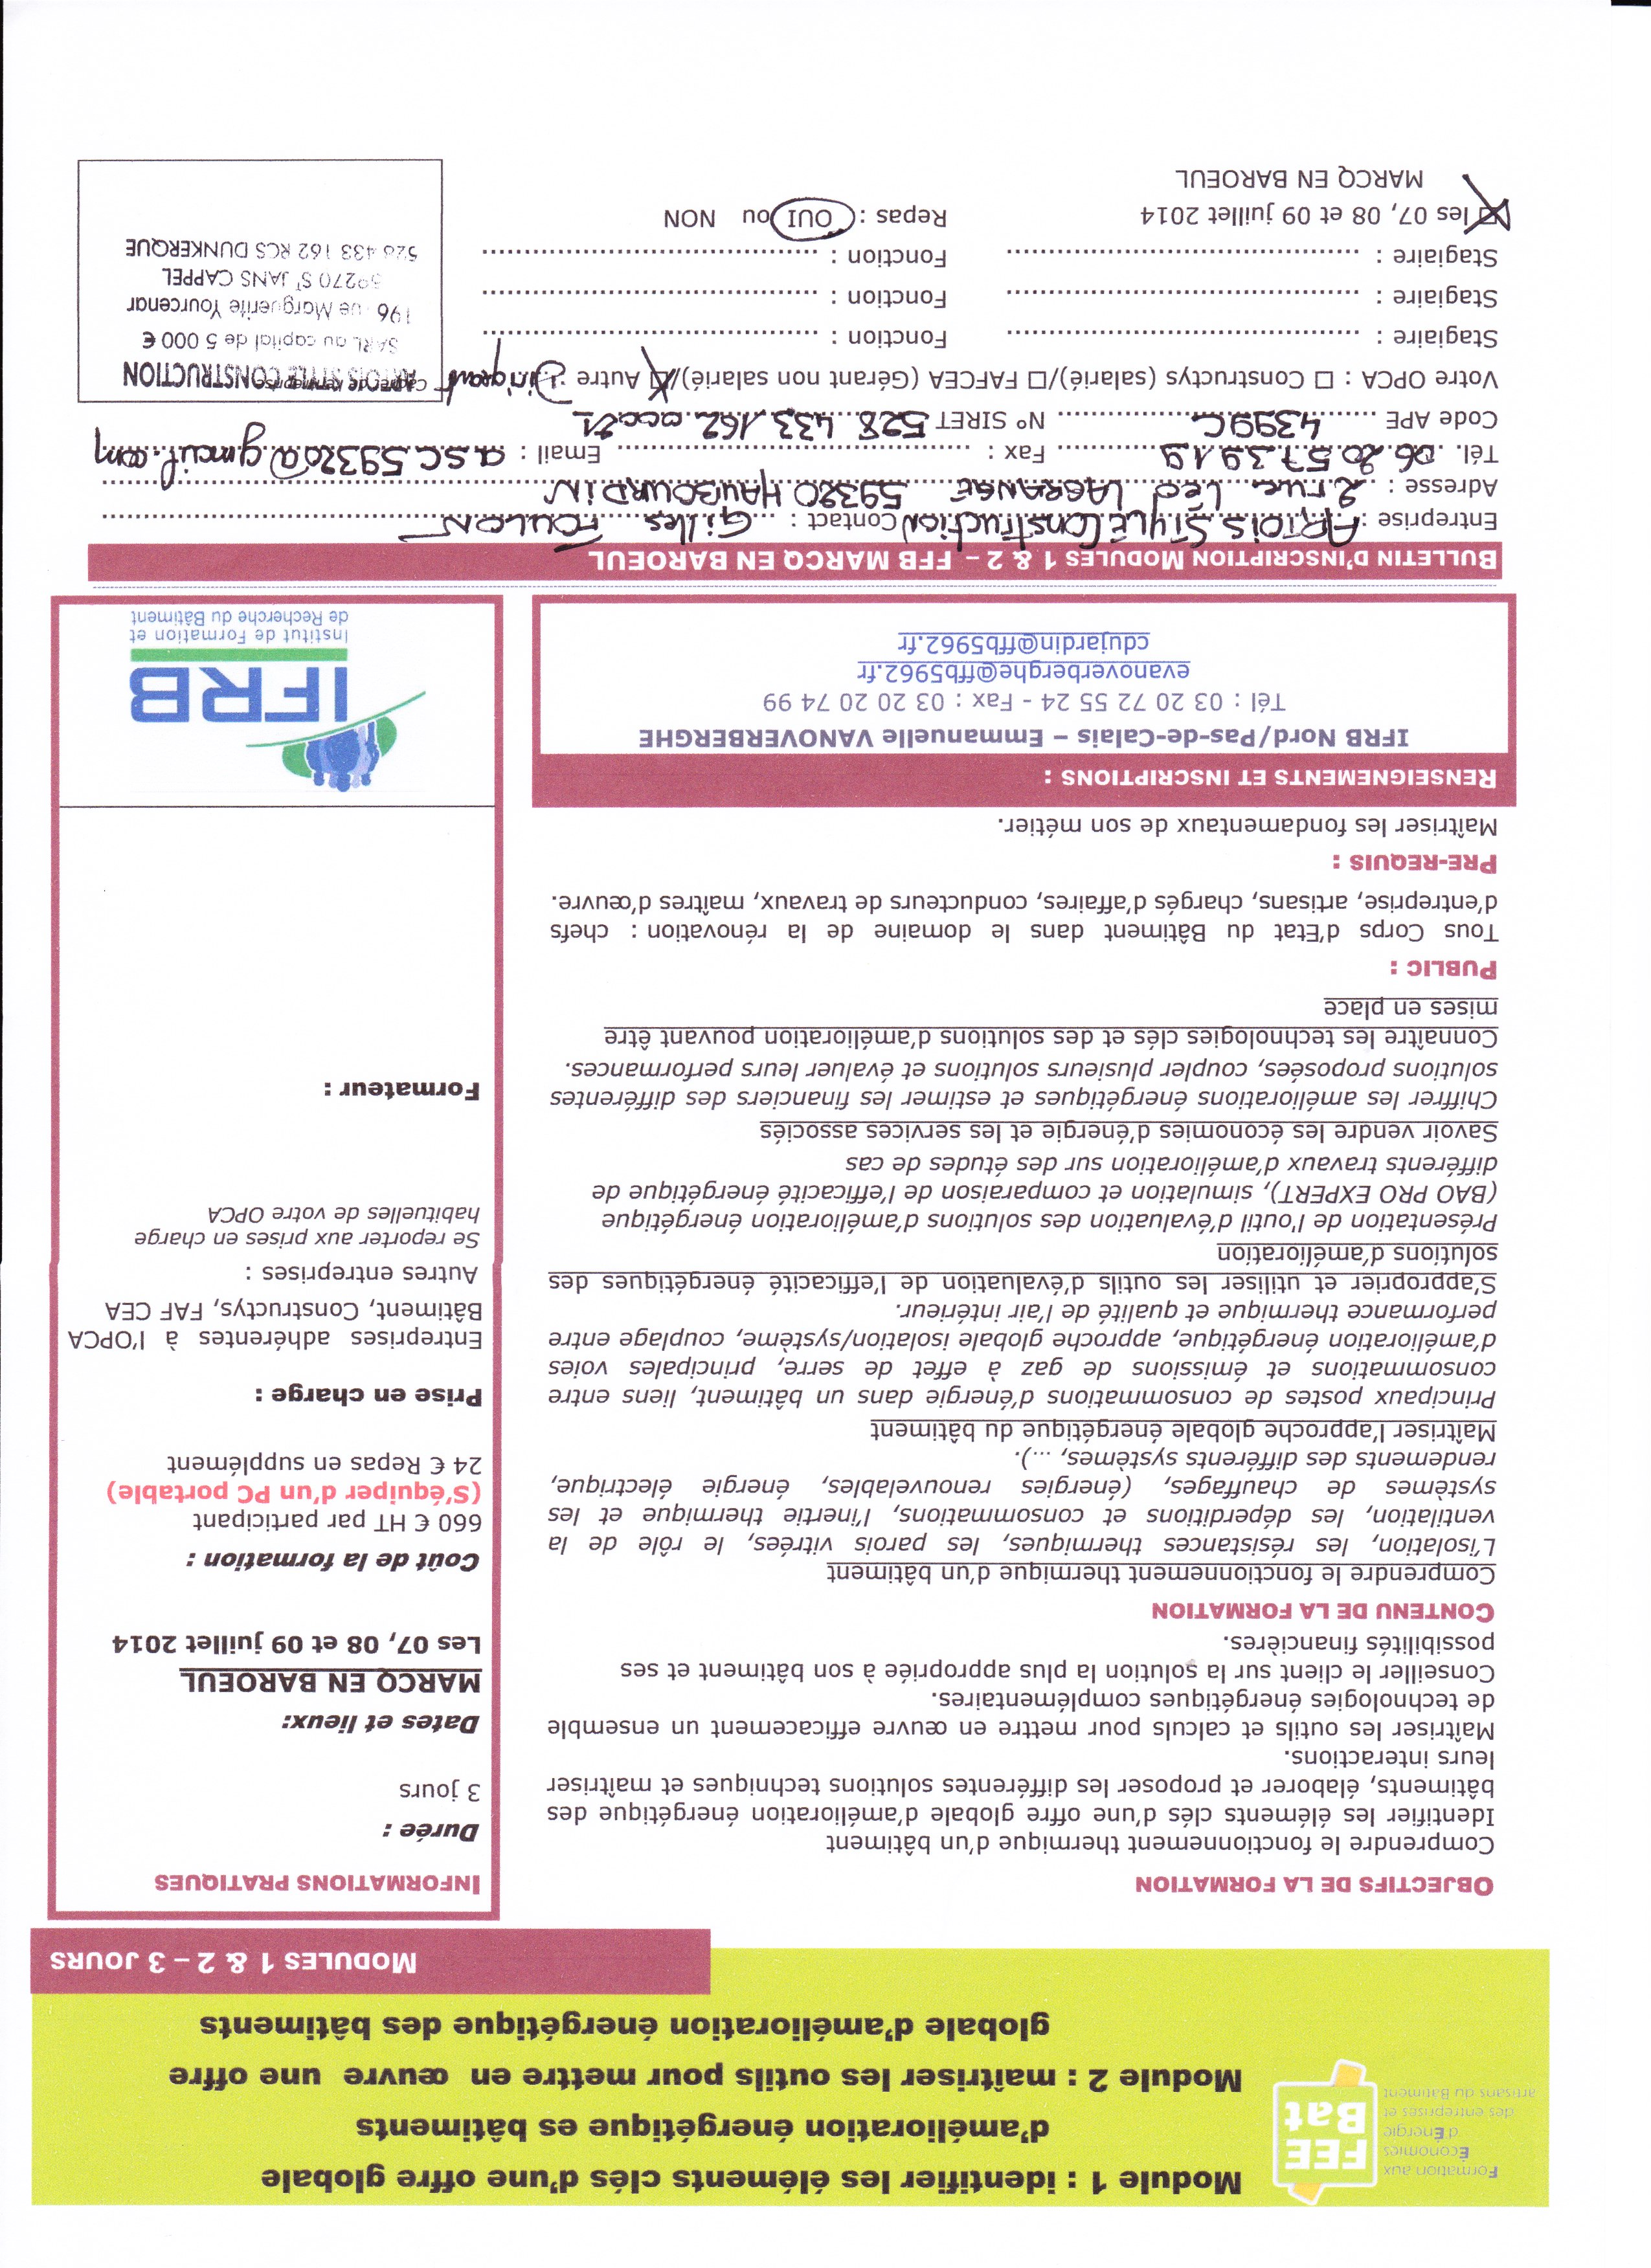 Formation aux
Économies
d'Énergie
des entreprises et
artisans du Bâtiment
FEE
Bat
Module 1 : identifier les éléments clés d'une offre globale
d'amélioration énergétique es bâtiments
Module 2 : maîtriser les outils pour mettre en œuvre une offre
globale d'amélioration énergétique des bâtiments
MODULES 1 & 2 – 3 JOURS
OBJECTIFS DE LA FORMATION
Comprendre le fonctionnement thermique d'un bâtiment
Identifier les éléments clés d'une offre globale d'amélioration énergétique des
bâtiments, élaborer et proposer les différentes solutions techniques et maîtriser
leurs interactions.
Maîtriser les outils et calculs pour mettre en œuvre efficacement un ensemble
de technologies énergétiques complémentaires.
Conseiller le client sur la solution la plus appropriée à son bâtiment et ses
possibilités financières.
CONTENU DE LA FORMATION
Comprendre le fonctionnement thermique d'un bâtiment
L'isolation, les résistances thermiques, les parois vitrées, le rôle de la
ventilation, les déperditions et consommations, l'inertie thermique et les
systèmes de chauffages, (énergies renouvelables, énergie électrique,
rendements des différents systèmes, ...).
Maîtriser l'approche globale énergétique du bâtiment
Principaux postes de consommations d'énergie dans un bâtiment, liens entre
consommations et émissions de gaz à effet de serre, principales voies
d'amélioration énergétique, approche globale isolation/système, couplage entre
performance thermique et qualité de l'air intérieur.
S'approprier et utiliser les outils d'évaluation de l'efficacité énergétiques des
solutions d'amélioration
Présentation de l'outil d'évaluation des solutions d'amélioration énergétique
(BAO PRO EXPERT), simulation et comparaison de l'efficacité énergétique de
différents travaux d'amélioration sur des études de cas
Savoir vendre les économies d'énergie et les services associés
Chiffrer les améliorations énergétiques et estimer les financiers des différentes
solutions proposées, coupler plusieurs solutions et évaluer leurs performances.
Connaître les technologies clés et des solutions d'amélioration pouvant être
mises en place
PUBLIC :
Tous Corps d'Etat du Bâtiment dans le domaine de la rénovation : chefs
d'entreprise, artisans, chargés d'affaires, conducteurs de travaux, maîtres d'œuvre.
PRE-REQUIS :
Maîtriser les fondamentaux de son métier.
RENSEIGNEMENTS ET INSCRIPTIONS :
IFRB Nord/Pas-de-Calais – Emmanuelle VANOVERBERGHE
Tél : 03 20 72 55 24 - Fax : 03 20 20 74 99
evanoverberghe@ffb5962.fr
cdujardin@ffb5962.fr
INFORMATIONS PRATIQUES
Durée :
3 jours
Dates et lieux:
MARCQ EN BAROEUL
Les 07, 08 et 09 juillet 2014
Coût de la formation :
660 € HT par participant
(S'équiper d'un PC portable)
24 € Repas en supplément
Prise en charge :
Entreprises adhérentes à l'OPCA
Bâtiment, Constructys, FAF CEA
Autres entreprises :
Se reporter aux prises en charge
habituelles de votre OPCA
Formateur :
IFRB
Institut de Formation et
de Recherche du Bâtiment
BULLETIN D'INSCRIPTION MODULES 1 & 2 – FFB MARCQ EN BAROEUL
Entreprise : ARTOIS STYLE Construction Contact : Gilles FOULON
Adresse : 2 rue LEO LAGRANGE 59320 HAUBOURDIN
Tél. 06.20.57.39.19 Fax : Email : a.s.c.59320@gmail.com
Code APE 4399C N° SIRET 528 433 162 00021
Votre OPCA : □ Constructys (salarié)/□ FAFCEA (Gérant non salarié)/☒ Autre : Dirigeant
Stagiaire : Fonction :
Stagiaire : Fonction :
Stagiaire : Fonction :
☒ les 07, 08 et 09 juillet 2014 Repas : OUI ou NON
MARCQ EN BAROEUL
Cachet de l'entreprise
ARTOIS STYLE CONSTRUCTION
SARL au capital de 5 000 €
196 rue Marguerite Yourcenar
59270 St JANS CAPPEL
528 433 162 RCS DUNKERQUE